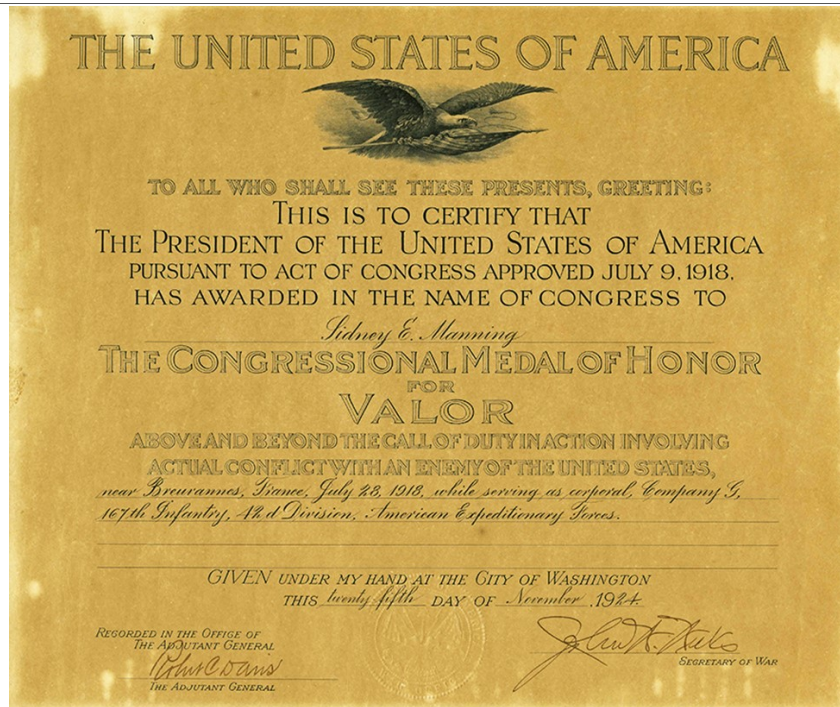 THE UNITED STATES OF AMERICA
TO ALL WHO SHALL SEE THESE PRESENTS, GREETING:
THIS IS TO CERTIFY THAT
THE PRESIDENT OF THE UNITED STATES OF AMERICA
PURSUANT TO ACT OF CONGRESS APPROVED JULY 9, 1918,
HAS AWARDED IN THE NAME OF CONGRESS TO
Sidney E. Manning
THE CONGRESSIONAL MEDAL OF HONOR
FOR
VALOR
ABOVE AND BEYOND THE CALL OF DUTY IN ACTION INVOLVING
ACTUAL CONFLICT WITH AN ENEMY OF THE UNITED STATES,
near Breuvannes, France, July 28, 1918, while serving as corporal, Company G,
167th Infantry, 42d Division, American Expeditionary Forces.
GIVEN UNDER MY HAND AT THE CITY OF WASHINGTON
THIS twenty fifth DAY OF November, 1924.
RECORDED IN THE OFFICE OF
THE ADJUTANT GENERAL
Robert C. Davis
THE ADJUTANT GENERAL
John W. Weeks
SECRETARY OF WAR